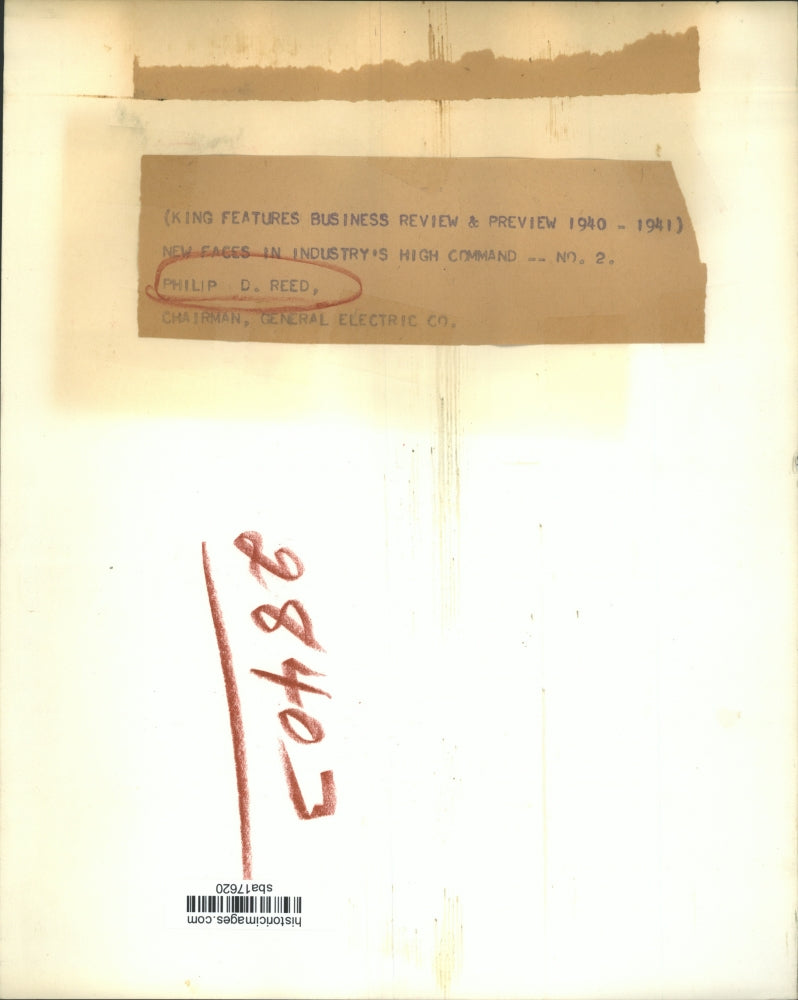 (KING FEATURES BUSINESS REVIEW & PREVIEW 1940 - 1941)
NEW FACES IN INDUSTRY'S HIGH COMMAND -- NO. 2.
PHILIP D. REED,
CHAIRMAN, GENERAL ELECTRIC CO.
28403
historicimages.com
sba17620